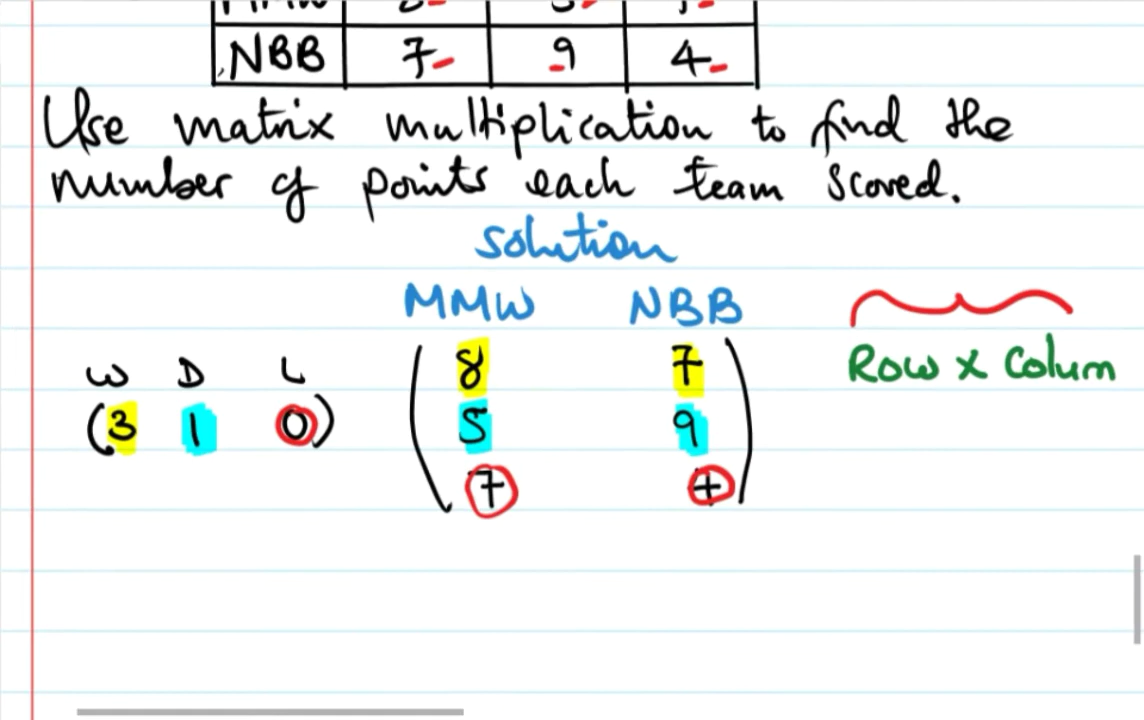 NBB 7 9 4
Use matrix multiplication to find the
number of points each team scored.
solution
MMW NBB
W D L
(3 1 0) ( 8 7 ) Row x Colum
5 9
7 4